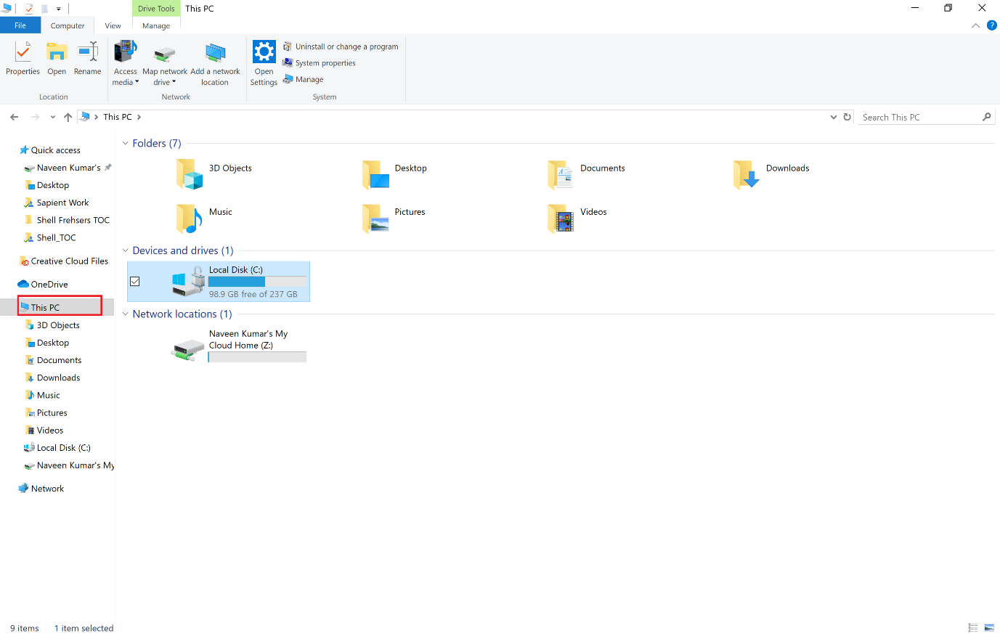 Drive Tools
This PC
File
Computer
View
Manage
Properties
Open
Rename
Access
media
Map network
drive
Add a network
location
Open
Settings
Uninstall or change a program
System properties
Manage
Location
Network
System
This PC
Search This PC
Quick access
Naveen Kumar's
Desktop
Sapient Work
Shell Frehsers TOC
Shell_TOC
Creative Cloud Files
OneDrive
This PC
3D Objects
Desktop
Documents
Downloads
Music
Pictures
Videos
Local Disk (C:)
Naveen Kumar's My
Network
Folders (7)
3D Objects
Desktop
Documents
Downloads
Music
Pictures
Videos
Devices and drives (1)
Local Disk (C:)
98.9 GB free of 237 GB
Network locations (1)
Naveen Kumar's My
Cloud Home (Z:)
9 items
1 item selected